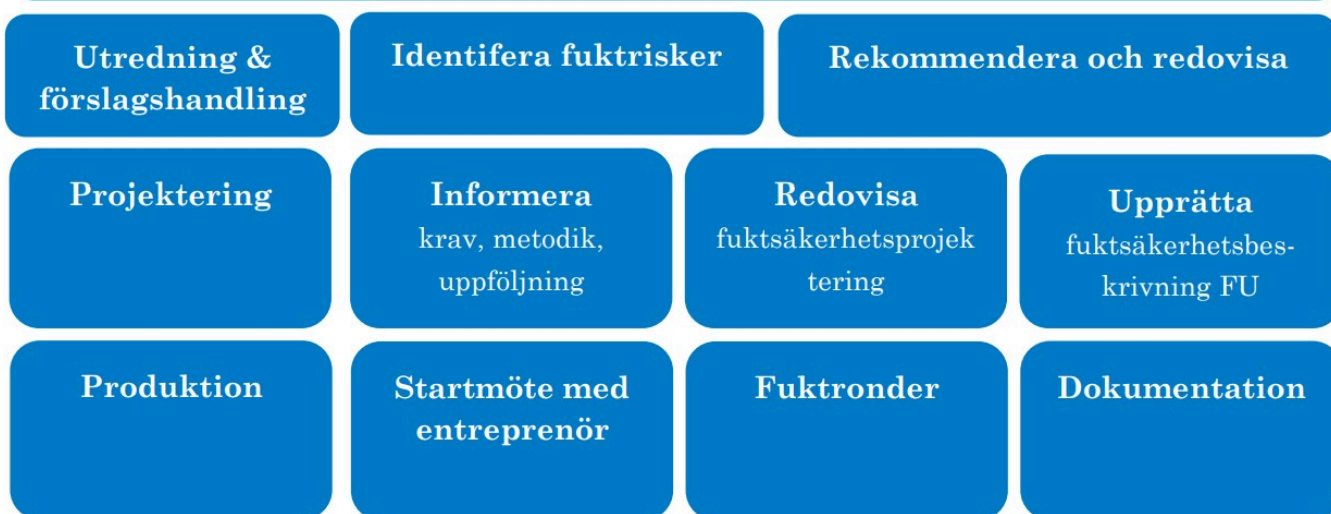 Utredning &
förslagshandling
Identifera fuktrisker
Rekommendera och redovisa
Projektering
Informera
krav, metodik,
uppföljning
Redovisa
fuktsäkerhetsprojek
tering
Upprätta
fuktsäkerhetsbes-
krivning FU
Produktion
Startmöte med
entreprenör
Fuktronder
Dokumentation